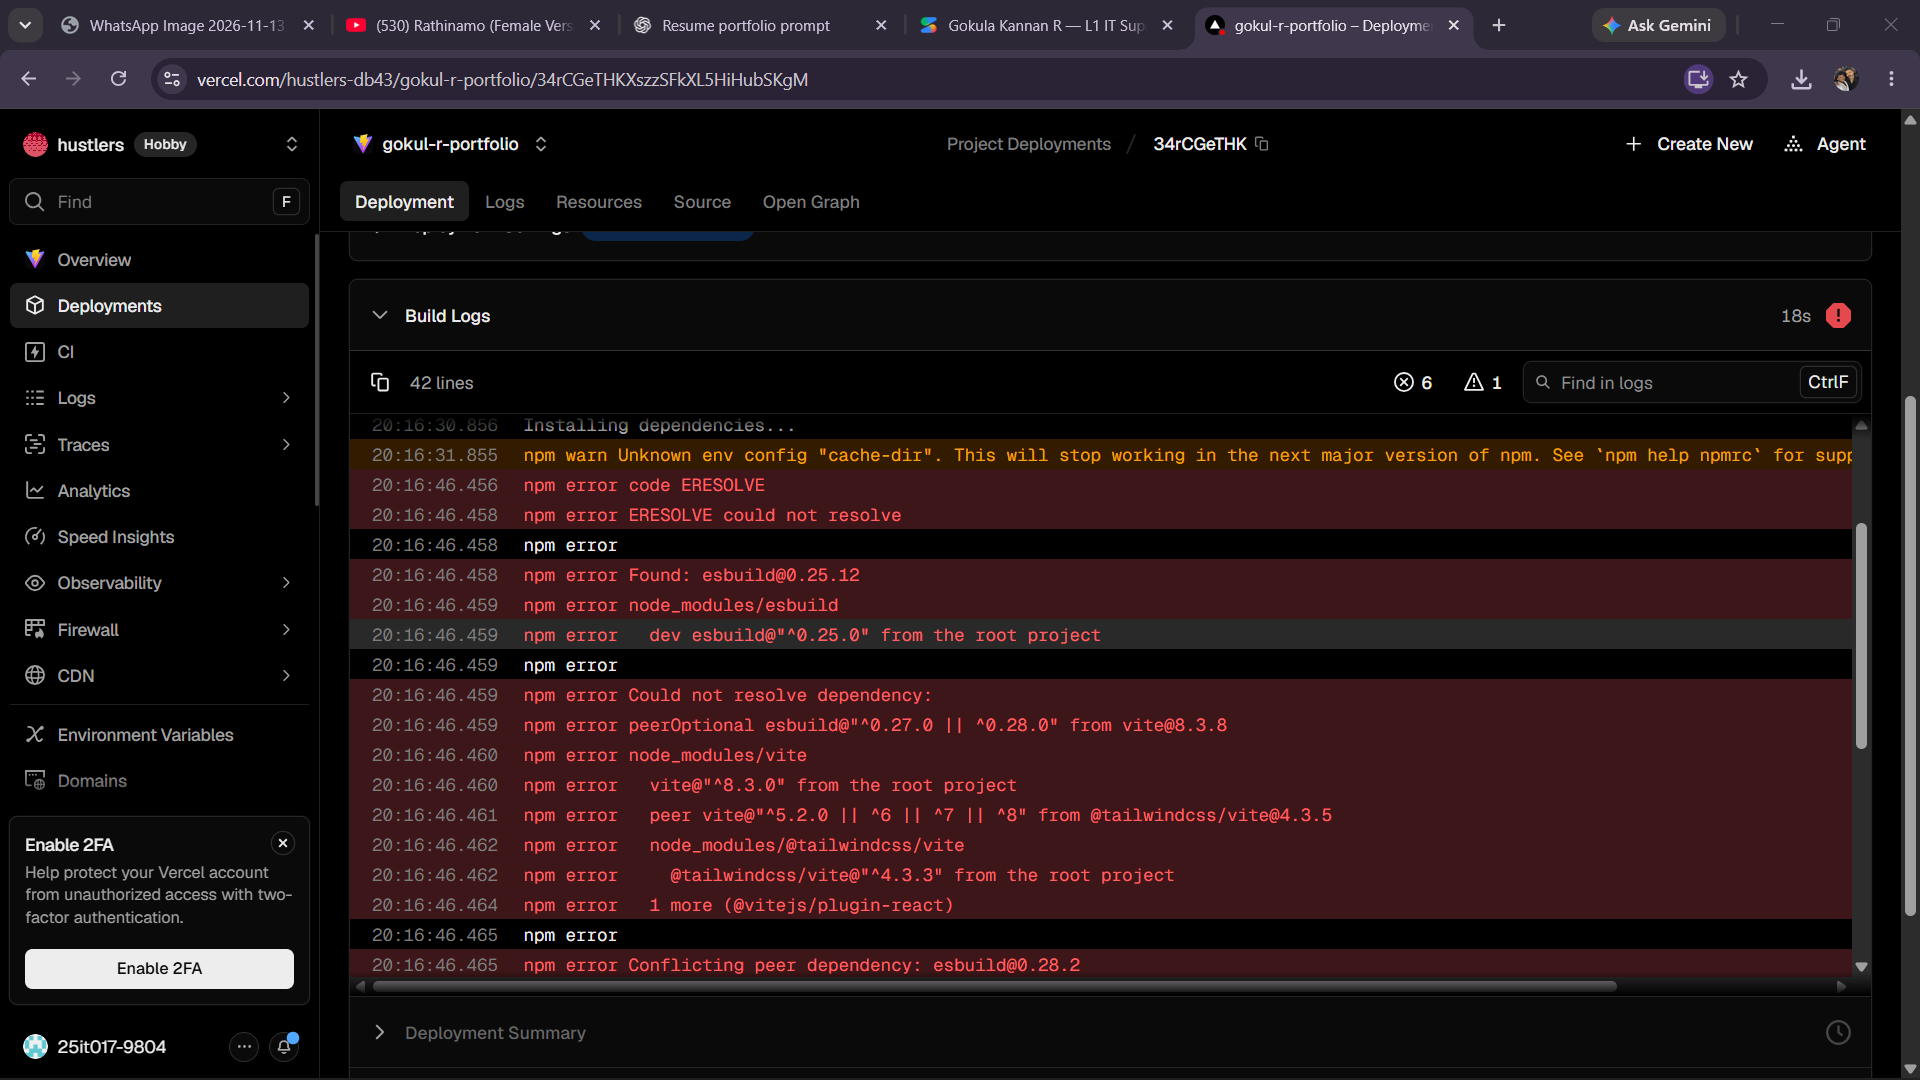 WhatsApp Image 2026-11-13
(530) Rathinamo (Female Vers
Resume portfolio prompt
Gokula Kannan R — L1 IT Sup
gokul-r-portfolio – Deployme
Ask Gemini
vercel.com/hustlers-db43/gokul-r-portfolio/34rCGeTHKXszzSFkXL5HiHubSKgM
hustlers Hobby
gokul-r-portfolio
Project Deployments / 34rCGeTHK
Create New
Agent
Find F
Deployment Logs Resources Source Open Graph
Overview
Deployments
CI
Logs
Traces
Analytics
Speed Insights
Observability
Firewall
CDN
Environment Variables
Domains
Enable 2FA
Help protect your Vercel account
from unauthorized access with two-
factor authentication.
Enable 2FA
25it017-9804
Build Logs
18s
42 lines
6
1
Find in logs CtrlF
20:16:30.856 Installing dependencies...
20:16:31.855 npm warn Unknown env config "cache-dir". This will stop working in the next major version of npm. See `npm help npmrc` for supp
20:16:46.456 npm error code ERESOLVE
20:16:46.458 npm error ERESOLVE could not resolve
20:16:46.458 npm error
20:16:46.458 npm error Found: esbuild@0.25.12
20:16:46.459 npm error node_modules/esbuild
20:16:46.459 npm error   dev esbuild@"^0.25.0" from the root project
20:16:46.459 npm error
20:16:46.459 npm error Could not resolve dependency:
20:16:46.459 npm error peerOptional esbuild@"^0.27.0 || ^0.28.0" from vite@8.3.8
20:16:46.460 npm error node_modules/vite
20:16:46.460 npm error   vite@"^8.3.0" from the root project
20:16:46.461 npm error   peer vite@"^5.2.0 || ^6 || ^7 || ^8" from @tailwindcss/vite@4.3.5
20:16:46.462 npm error   node_modules/@tailwindcss/vite
20:16:46.462 npm error     @tailwindcss/vite@"^4.3.3" from the root project
20:16:46.464 npm error   1 more (@vitejs/plugin-react)
20:16:46.465 npm error
20:16:46.465 npm error Conflicting peer dependency: esbuild@0.28.2
Deployment Summary